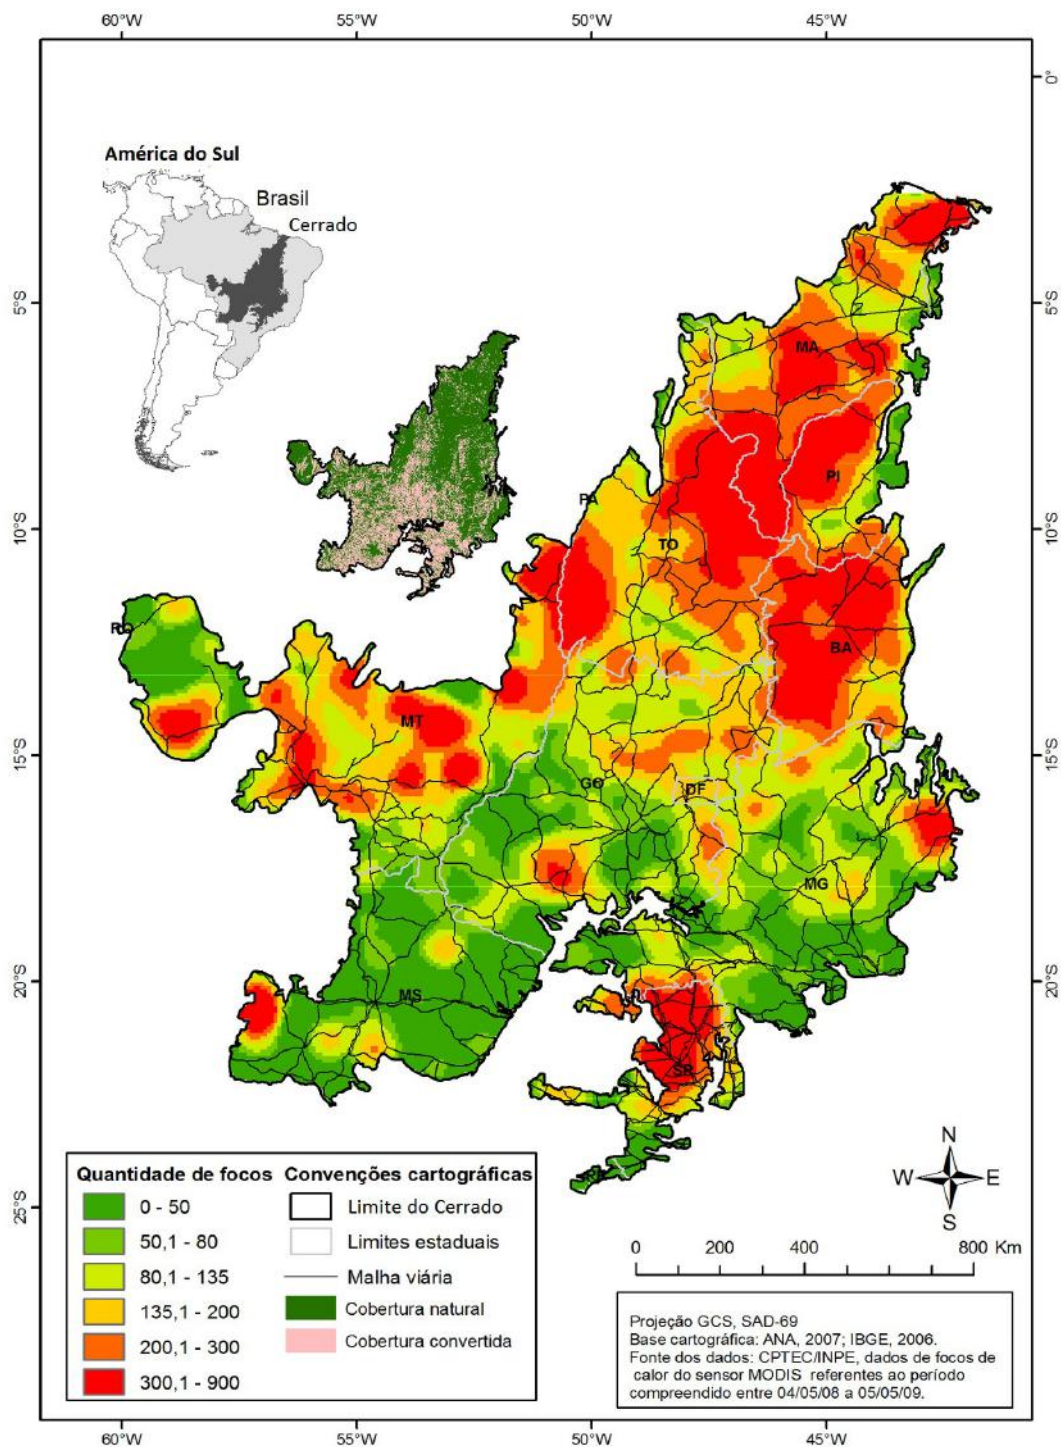 60°W 55°W 50°W 45°W
0°
5°S
10°S
15°S
20°S
25°S
América do Sul
Brasil
Cerrado
MA
PI
PA
TO
RO
BA
MT
GO
DF
MG
MS
SP
PR
5°S
10°S
15°S
20°S
Quantidade de focos
0 - 50
50,1 - 80
80,1 - 135
135,1 - 200
200,1 - 300
300,1 - 900
Convenções cartográficas
Limite do Cerrado
Limites estaduais
Malha viária
Cobertura natural
Cobertura convertida
N
W E
S
0 200 400 800 Km
Projeção GCS, SAD-69
Base cartográfica: ANA, 2007; IBGE, 2006.
Fonte dos dados: CPTEC/INPE, dados de focos de
calor do sensor MODIS referentes ao período
compreendido entre 04/05/08 a 05/05/09.
60°W 55°W 50°W 45°W